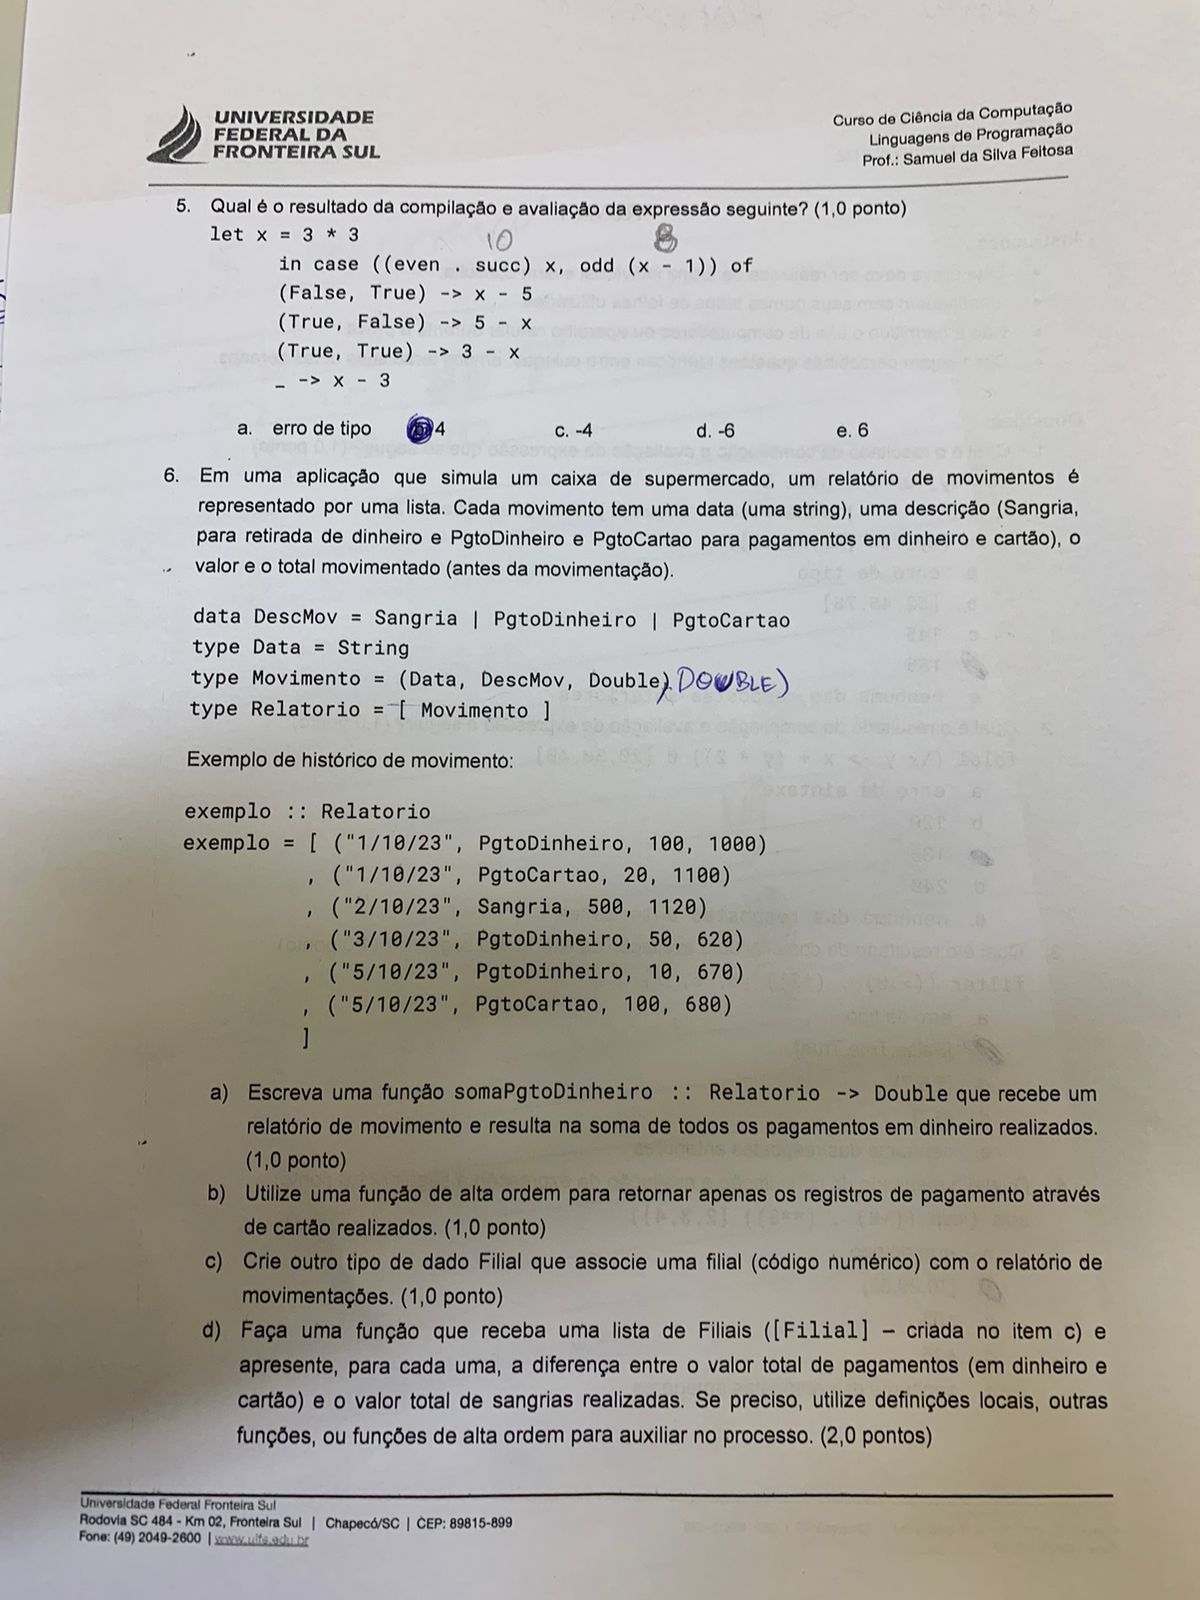 UNIVERSIDADE
FEDERAL DA
FRONTEIRA SUL
Curso de Ciência da Computação
Linguagens de Programação
Prof.: Samuel da Silva Feitosa
5. Qual é o resultado da compilação e avaliação da expressão seguinte? (1,0 ponto)
let x = 3 * 3
10 8
in case ((even . succ) x, odd (x - 1)) of
(False, True) -> x - 5
(True, False) -> 5 - x
(True, True) -> 3 - x
_ -> x - 3
a. erro de tipo b. 4 c. -4 d. -6 e. 6
6. Em uma aplicação que simula um caixa de supermercado, um relatório de movimentos é
representado por uma lista. Cada movimento tem uma data (uma string), uma descrição (Sangria,
para retirada de dinheiro e PgtoDinheiro e PgtoCartao para pagamentos em dinheiro e cartão), o
valor e o total movimentado (antes da movimentação).
data DescMov = Sangria | PgtoDinheiro | PgtoCartao
type Data = String
type Movimento = (Data, DescMov, Double), DOUBLE)
type Relatorio = [ Movimento ]
Exemplo de histórico de movimento:
exemplo :: Relatorio
exemplo = [ ("1/10/23", PgtoDinheiro, 100, 1000)
, ("1/10/23", PgtoCartao, 20, 1100)
, ("2/10/23", Sangria, 500, 1120)
, ("3/10/23", PgtoDinheiro, 50, 620)
, ("5/10/23", PgtoDinheiro, 10, 670)
, ("5/10/23", PgtoCartao, 100, 680)
]
a) Escreva uma função somaPgtoDinheiro :: Relatorio -> Double que recebe um
relatório de movimento e resulta na soma de todos os pagamentos em dinheiro realizados.
(1,0 ponto)
b) Utilize uma função de alta ordem para retornar apenas os registros de pagamento através
de cartão realizados. (1,0 ponto)
c) Crie outro tipo de dado Filial que associe uma filial (código numérico) com o relatório de
movimentações. (1,0 ponto)
d) Faça uma função que receba uma lista de Filiais ([Filial] – criada no item c) e
apresente, para cada uma, a diferença entre o valor total de pagamentos (em dinheiro e
cartão) e o valor total de sangrias realizadas. Se preciso, utilize definições locais, outras
funções, ou funções de alta ordem para auxiliar no processo. (2,0 pontos)
Universidade Federal Fronteira Sul
Rodovia SC 484 - Km 02, Fronteira Sul | Chapecó/SC | CEP: 89815-899
Fone: (49) 2049-2600 | www.uffs.edu.br